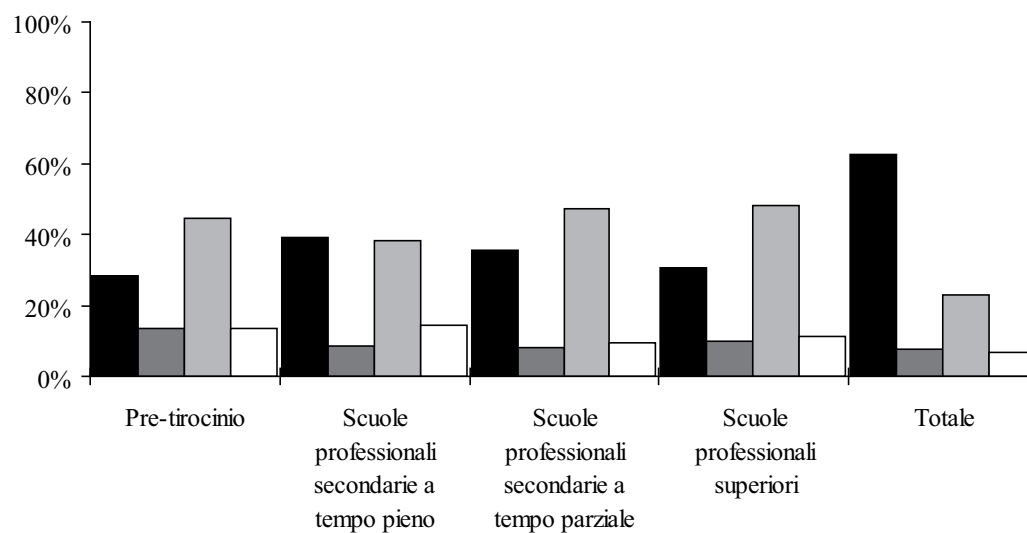 100%
80%
60%
40%
20%
0%
Pre-tirocinio
Scuole
professionali
secondarie a
tempo pieno
Scuole
professionali
secondarie a
tempo parziale
Scuole
professionali
superiori
Totale